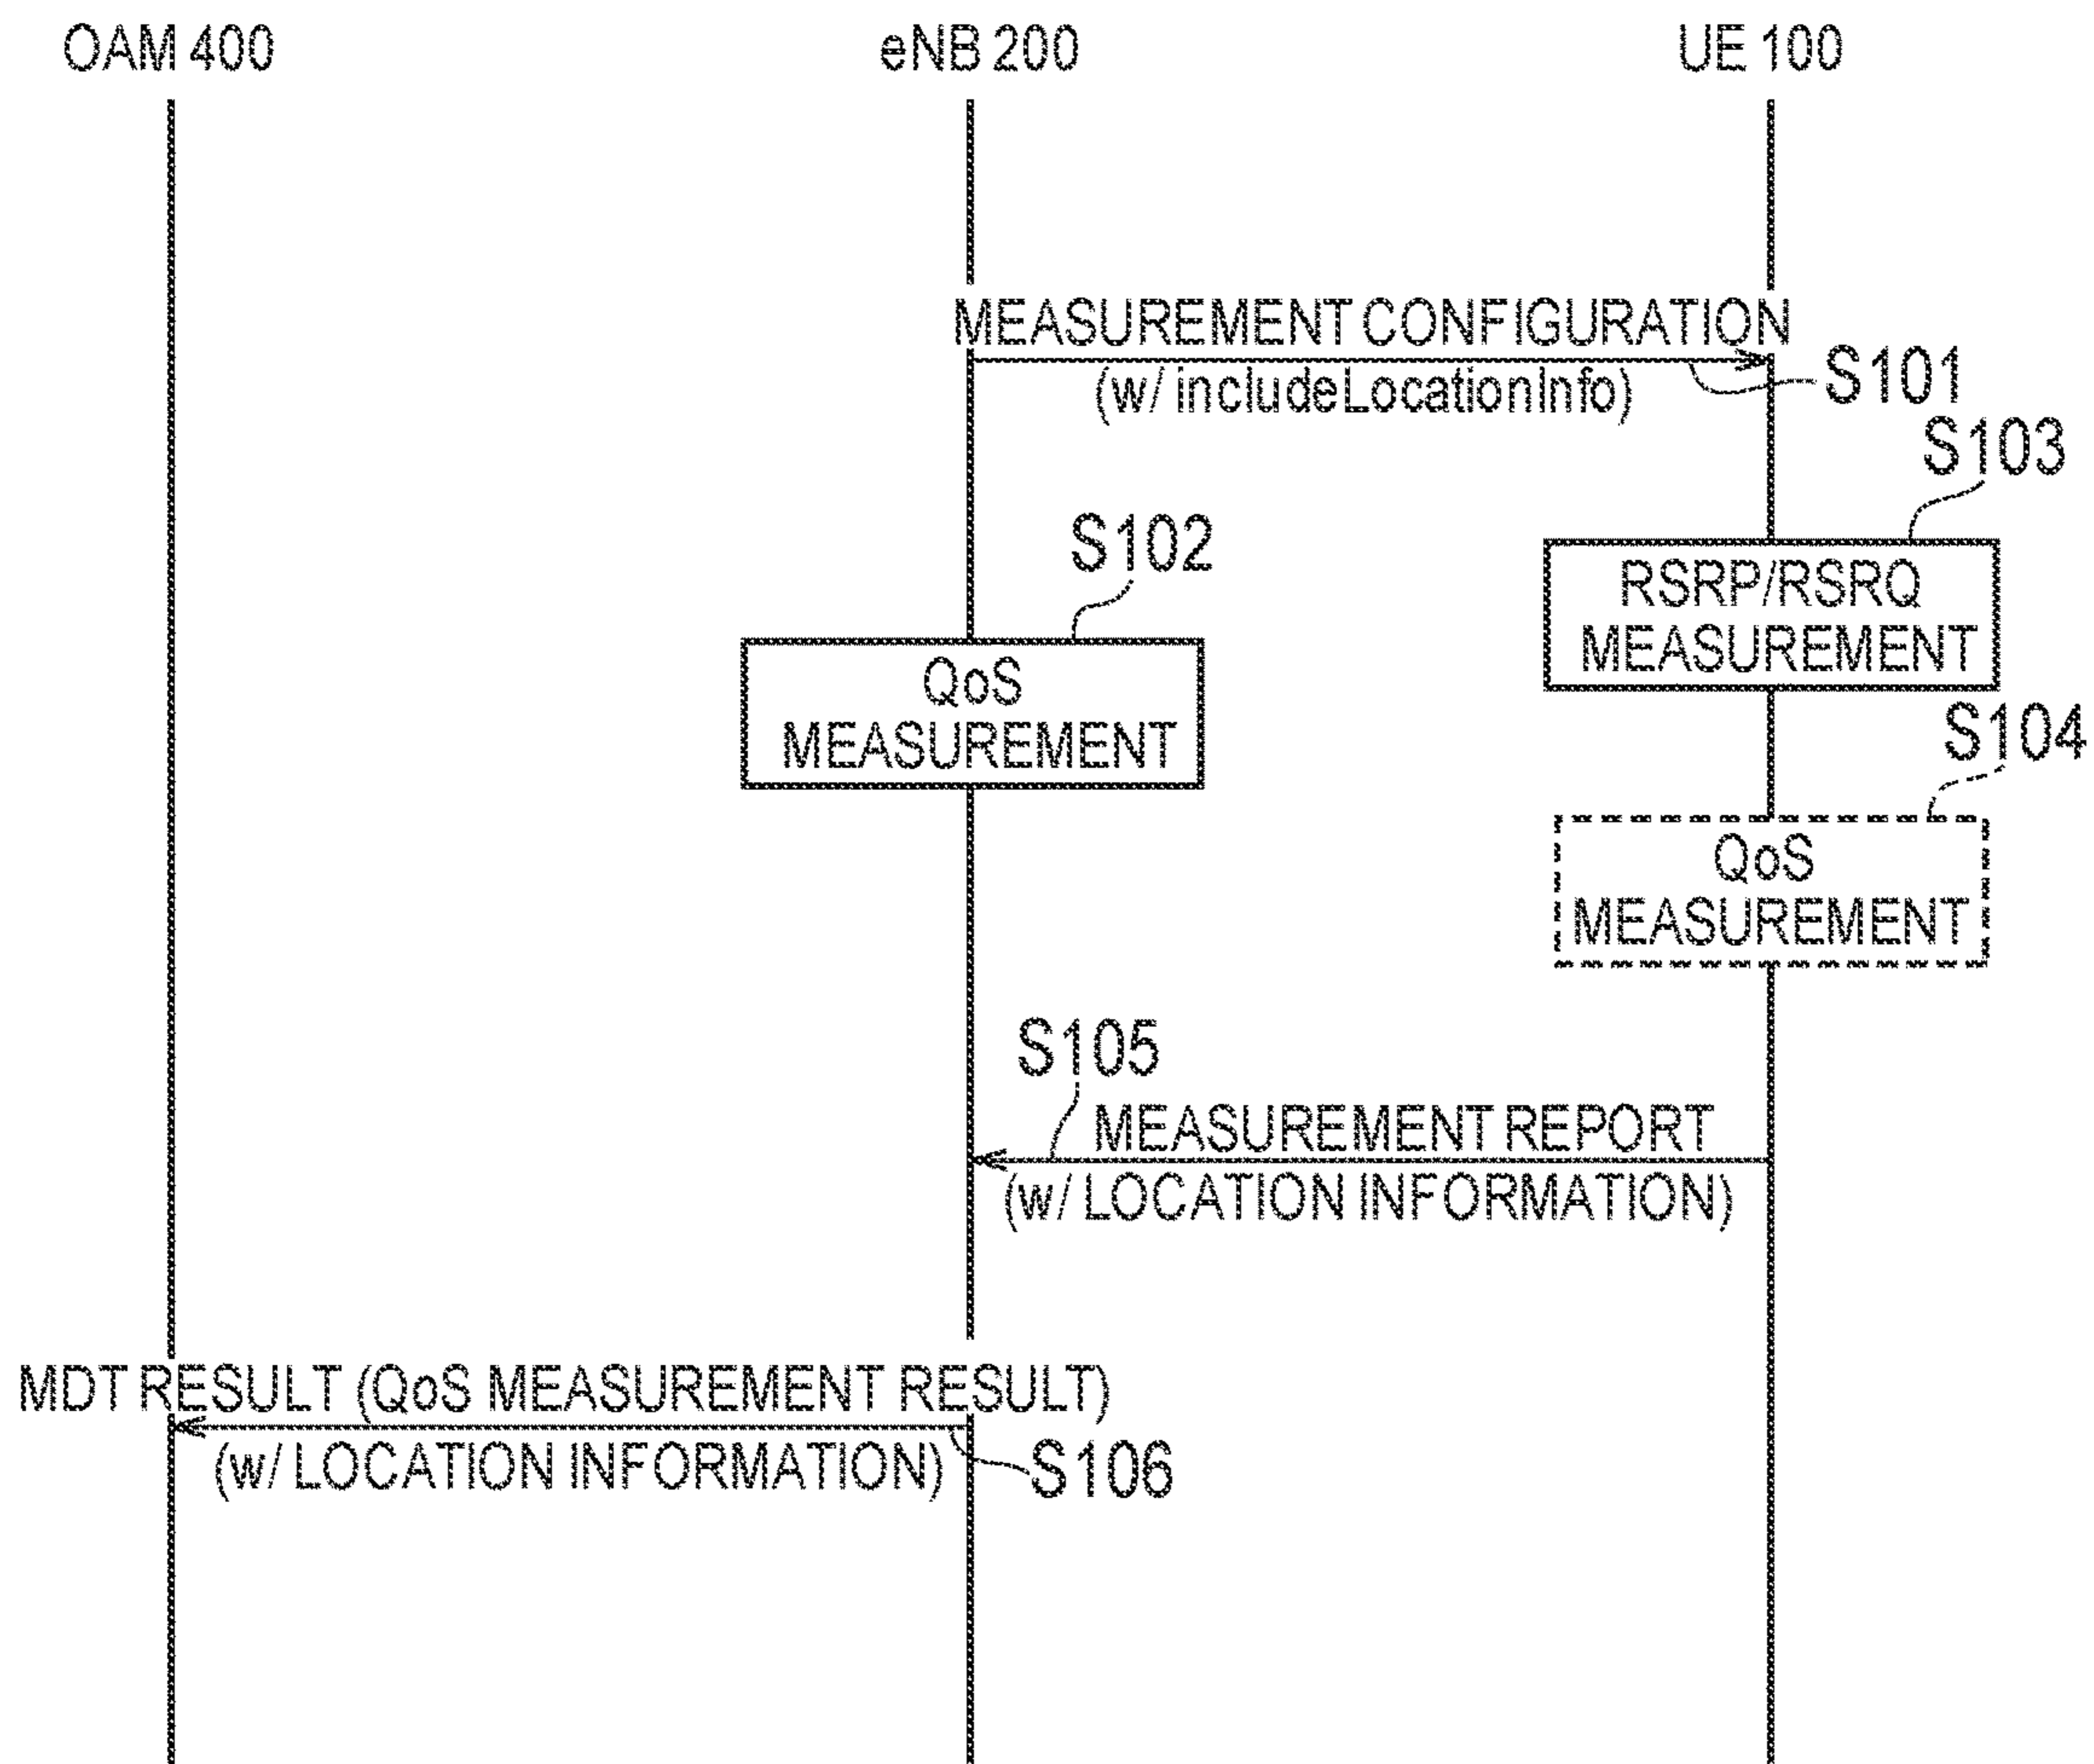 OAM 400
eNB 200
UE 100
MEASUREMENT CONFIGURATION
(w/ includeLocationInfo)
S101
S103
RSRP/RSRQ
MEASUREMENT
S102
QoS
MEASUREMENT
S104
QoS
MEASUREMENT
S105
MEASUREMENT REPORT
(w/ LOCATION INFORMATION)
MDT RESULT (QoS MEASUREMENT RESULT)
(w/ LOCATION INFORMATION)
S106